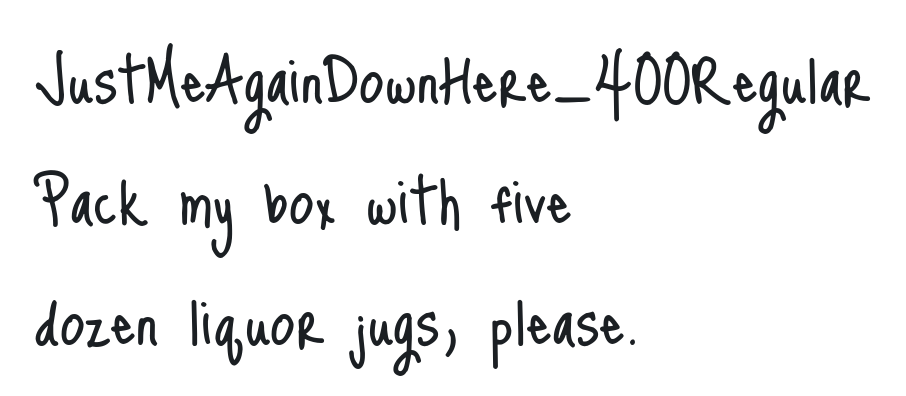 JustMeAgainDownHere_400Regular
Pack my box with five
dozen liquor jugs, please.